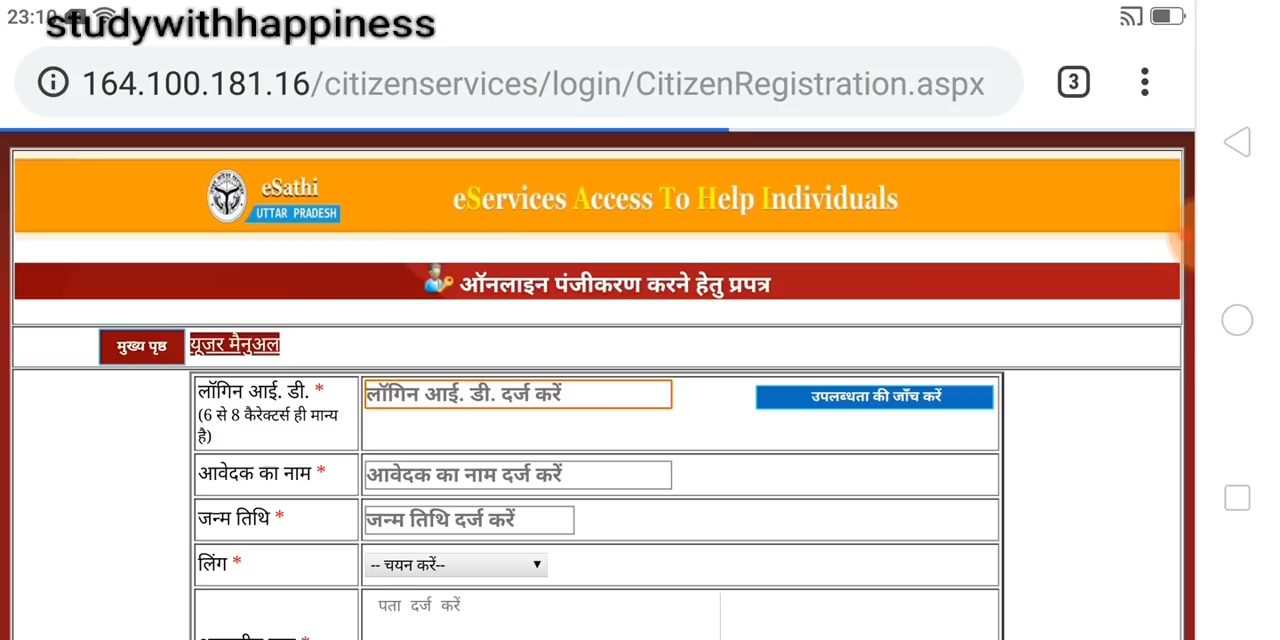 23:10
studywithhappiness
164.100.181.16/citizenservices/login/CitizenRegistration.aspx
3
eSathi
UTTAR PRADESH
eServices Access To Help Individuals
ऑनलाइन पंजीकरण करने हेतु प्रपत्र
मुख्य पृष्ठ यूजर मैनुअल
लॉगिन आई. डी. *
(6 से 8 कैरेक्टर्स ही मान्य
है)
लॉगिन आई. डी. दर्ज करें
उपलब्धता की जाँच करें
आवेदक का नाम *
आवेदक का नाम दर्ज करें
जन्म तिथि *
जन्म तिथि दर्ज करें
लिंग *
-- चयन करें--
पता दर्ज करें